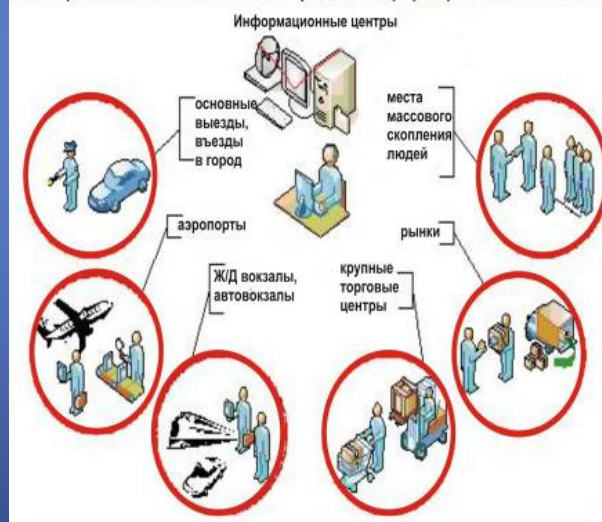 Информационные центры
основные
выезды,
въезды
в город
места
массового
скопления
людей
аэропорты
рынки
Ж/Д вокзалы,
автовокзалы
крупные
торговые
центры